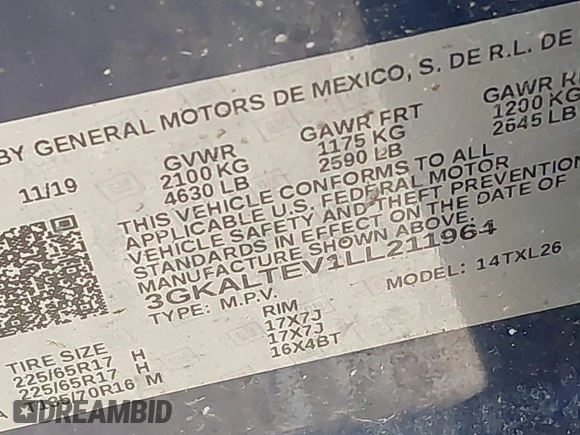 BY GENERAL MOTORS DE MEXICO, S. DE R.L. DE
11/19 GVWR GAWR FRT GAWR
2100 KG 1175 KG 1200 KG
4630 LB 2590 LB 2645 LB
THIS VEHICLE CONFORMS TO ALL
APPLICABLE U.S. FEDERAL MOTOR
VEHICLE SAFETY AND THEFT PREVENTION
STANDARDS IN EFFECT ON THE DATE OF
MANUFACTURE SHOWN ABOVE.
3GKALTEV1LL211964
TYPE: M.P.V. MODEL: 14TXL26
TIRE SIZE RIM
225/65R17 H 17X7J
225/65R17 H 17X7J
T135/70R16 M 16X4BT
DREAMBID